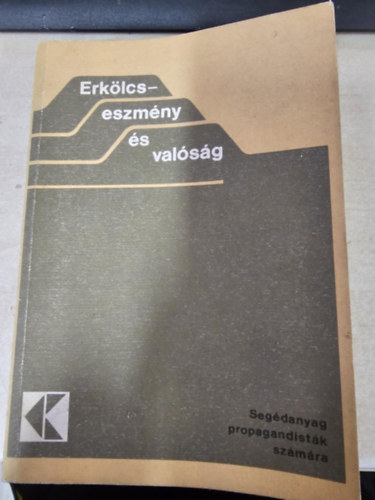 Erkölcs-
eszmény
és
valóság
Segédanyag
propagandisták
számára